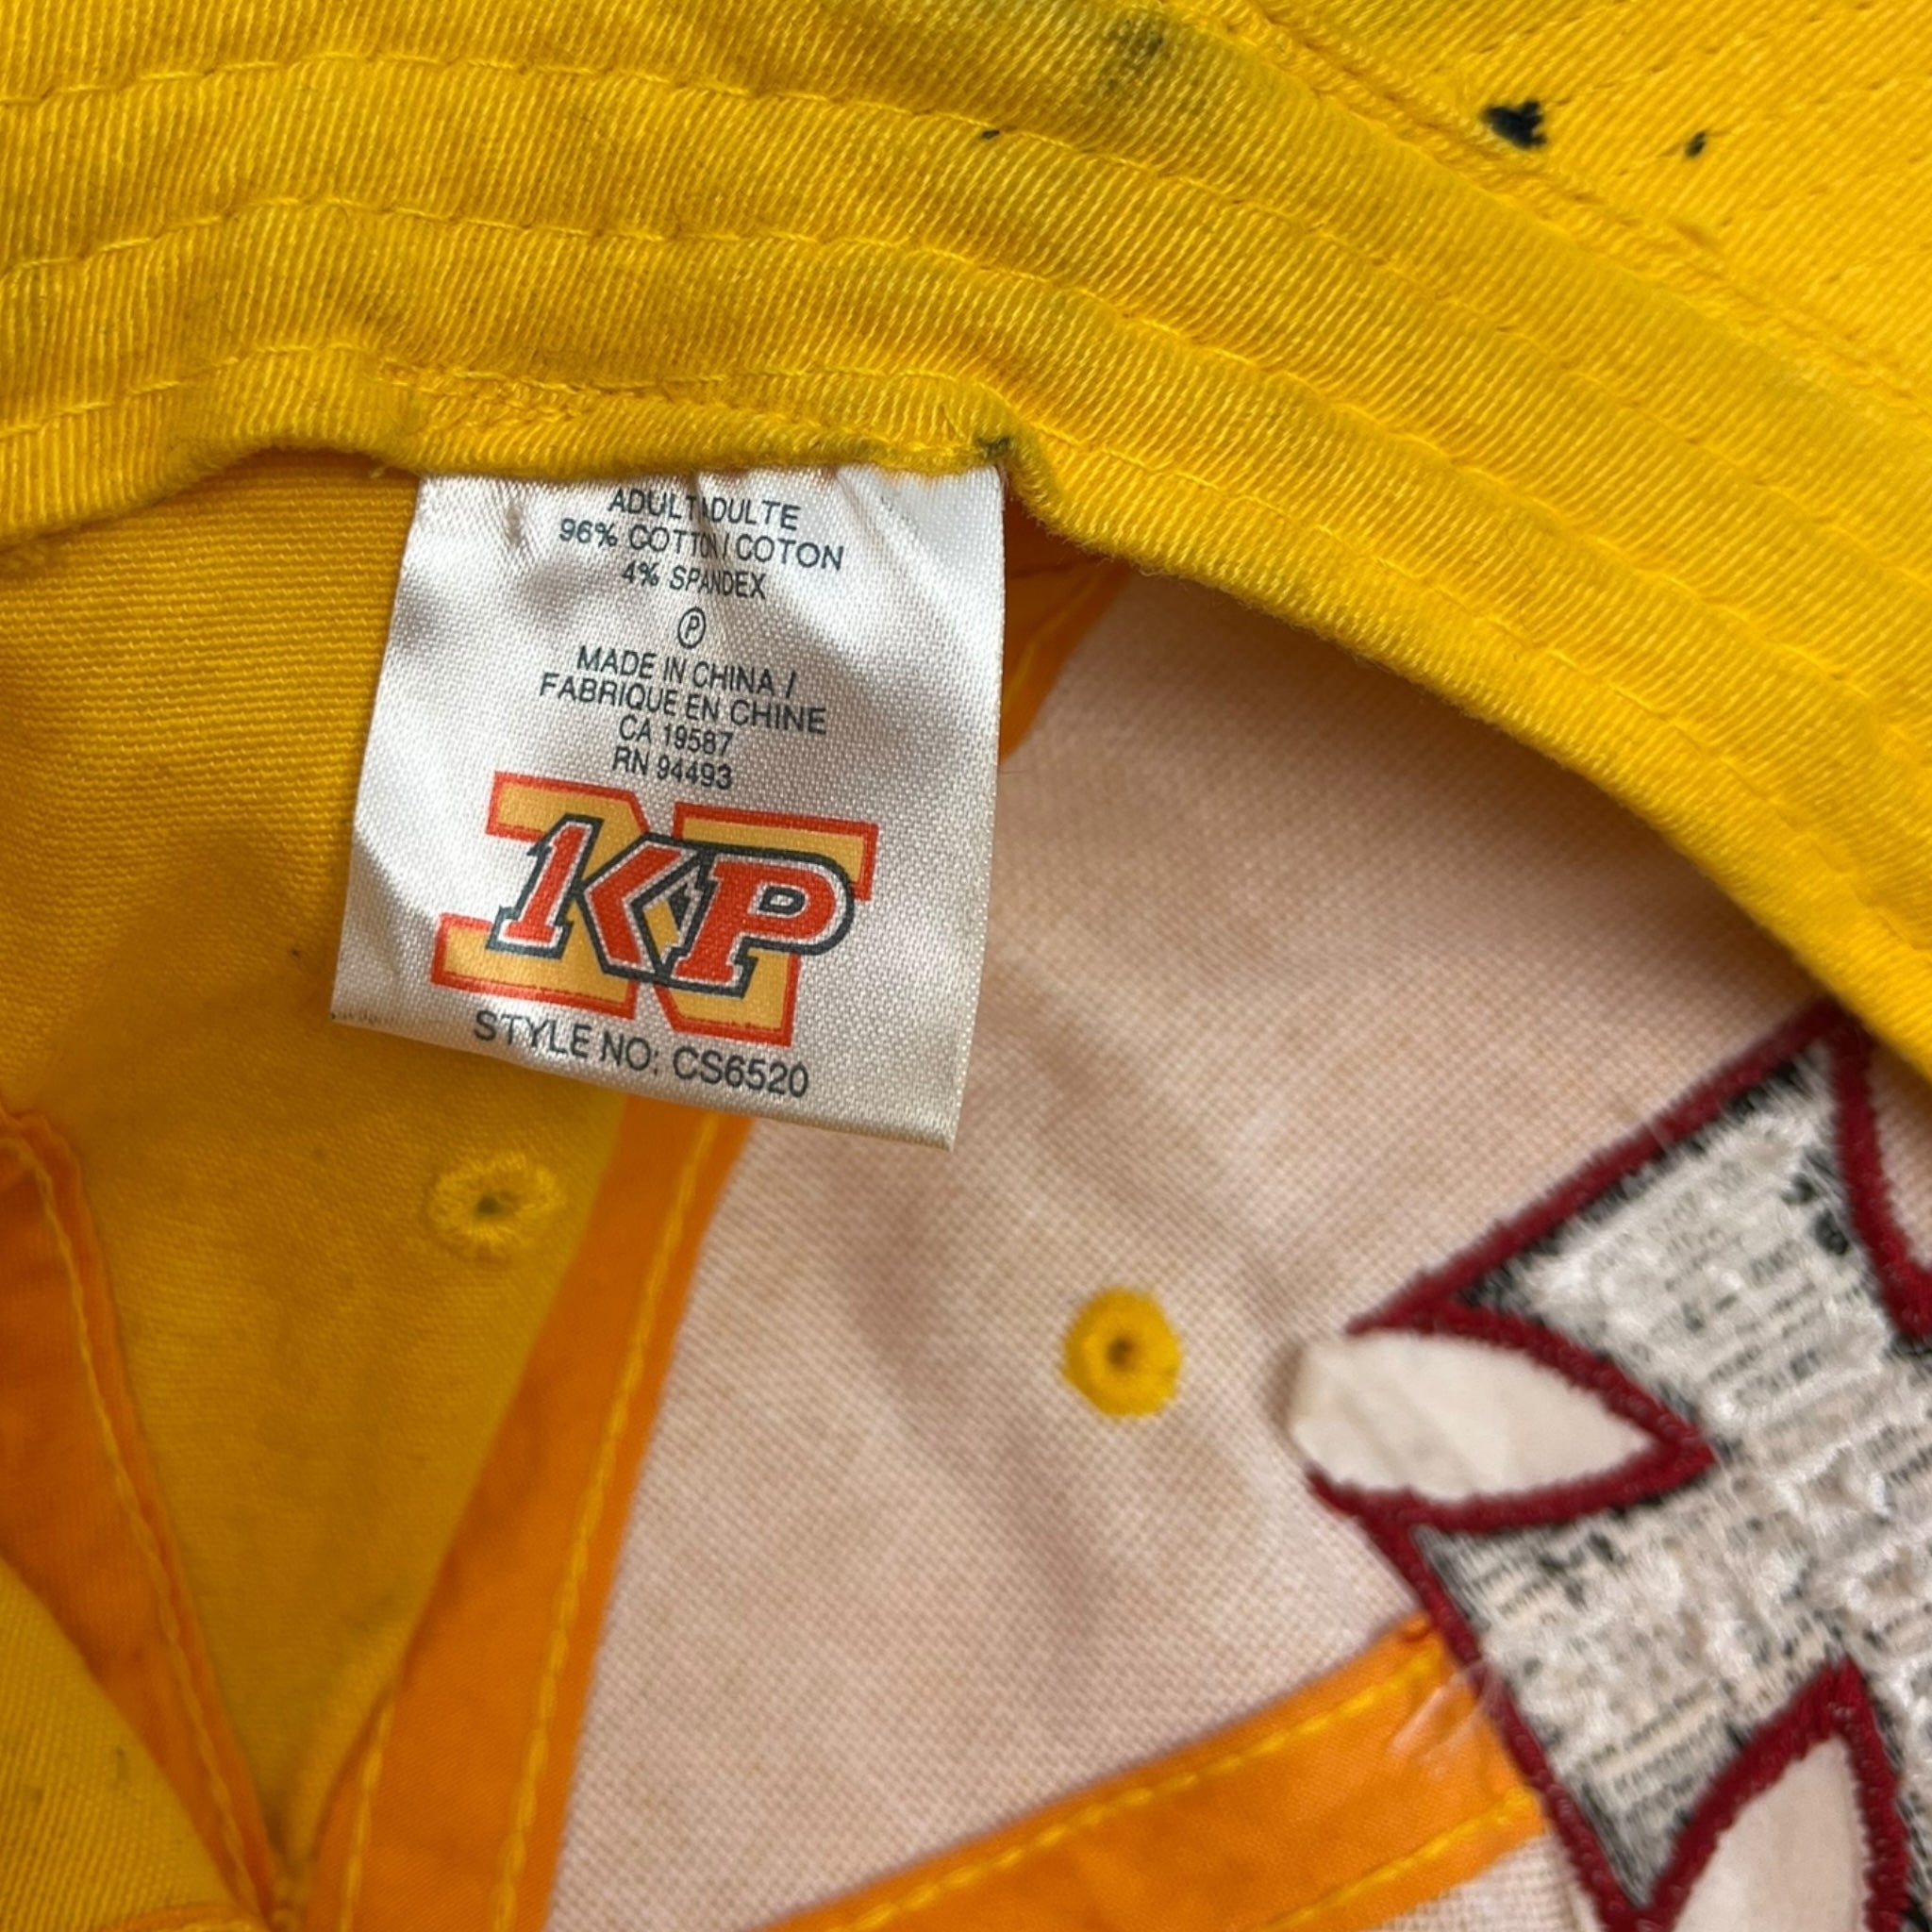 ADULT/ADULTE
96% COTTON / COTON
4% SPANDEX
P
MADE IN CHINA /
FABRIQUE EN CHINE
CA 19587
RN 94493
N KP
STYLE NO: CS6520